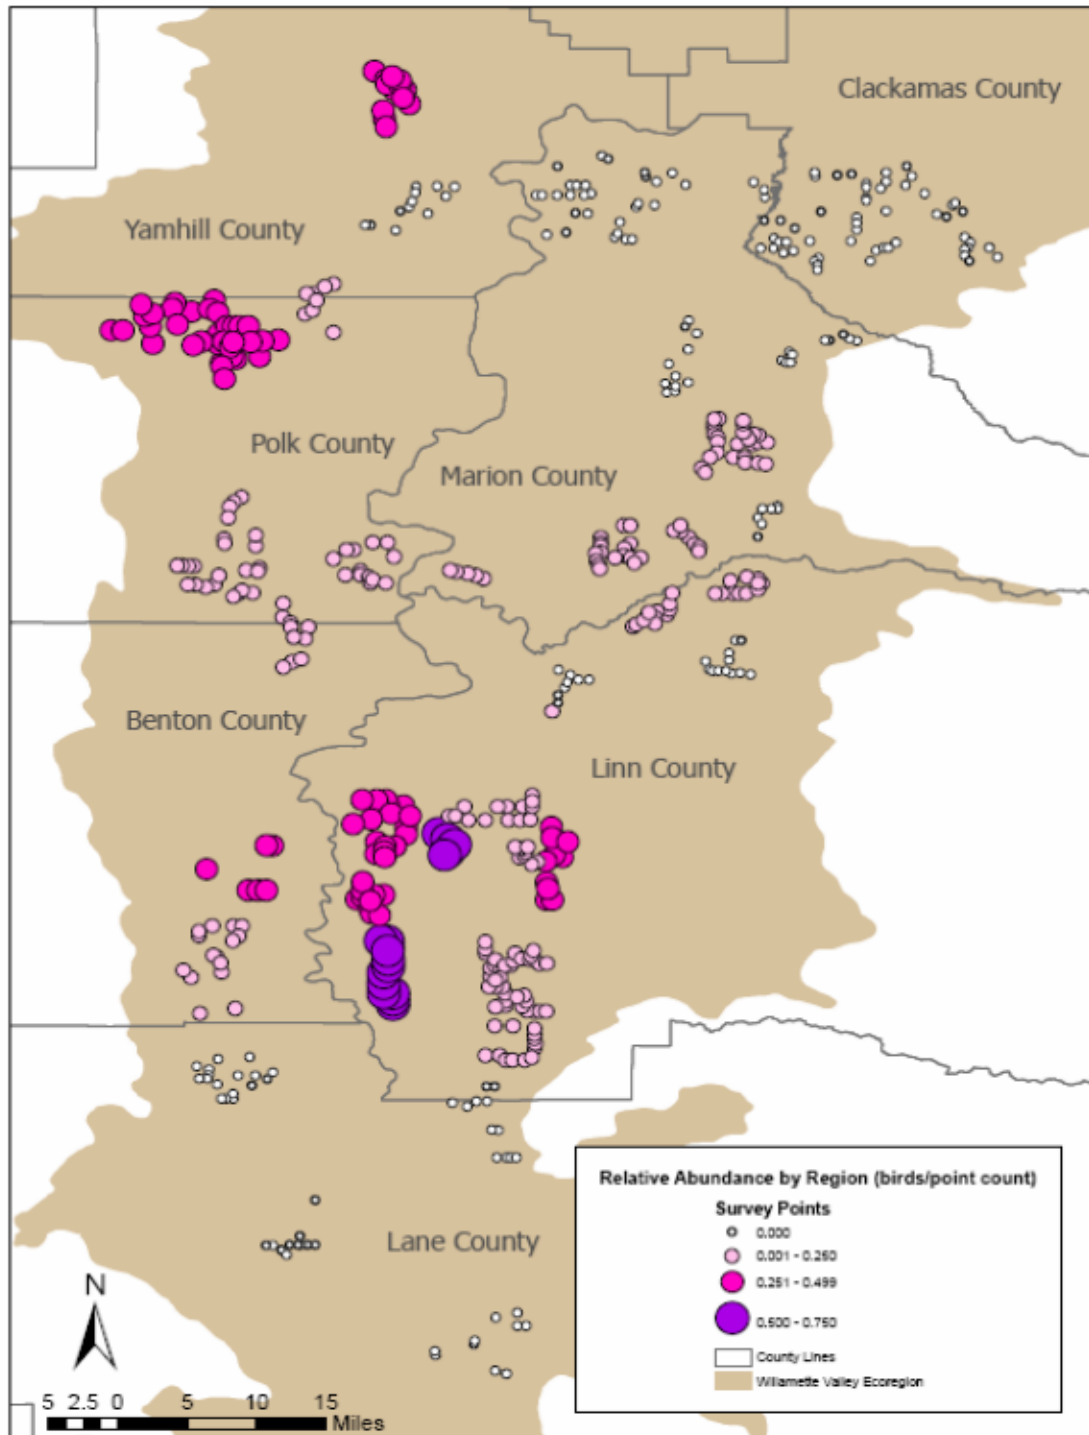 Clackamas County
Yamhill County
Polk County
Marion County
Benton County
Linn County
Lane County
Relative Abundance by Region (birds/point count)
Survey Points
0.000
0.001 - 0.250
0.251 - 0.499
0.500 - 0.750
County Lines
Willamette Valley Ecoregion
N
5 2.5 0 5 10 15
Miles